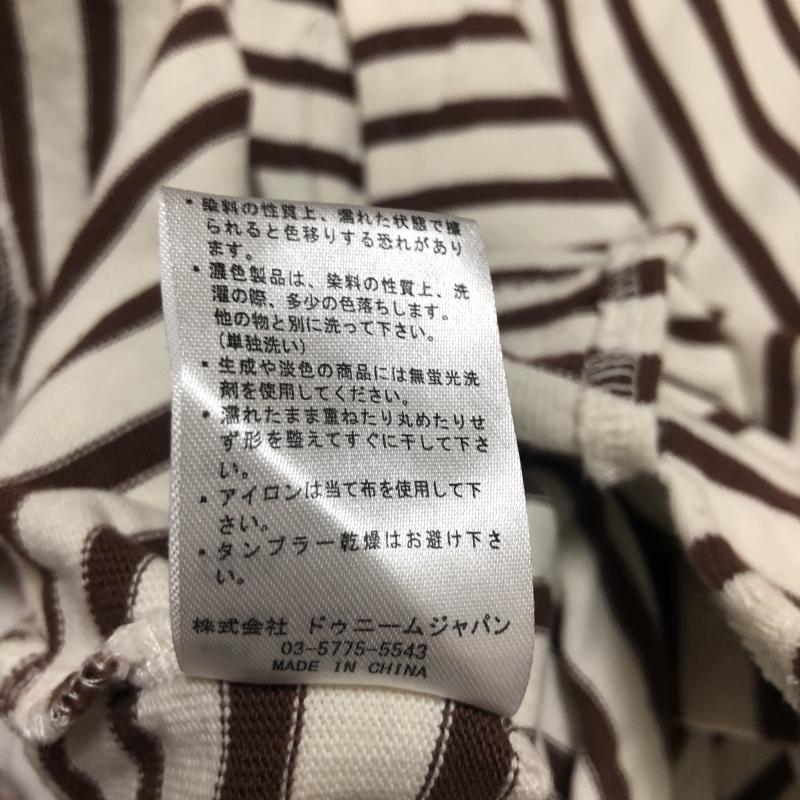 ・染料の性質上、濡れた状態で擦
られると色移りする恐れがあり
ます。
・濃色製品は、染料の性質上、洗
濯の際、多少の色落ちします。
他の物と別に洗って下さい。
(単独洗い)
・生成や淡色の商品には無蛍光洗
剤を使用してください。
・濡れたまま重ねたり丸めたりせ
ず形を整えてすぐに干して下さ
い。
・アイロンは当て布を使用して下
さい。
・タンブラー乾燥はお避け下さ
い。
株式会社 ドゥニームジャパン
03-5775-5543
MADE IN CHINA